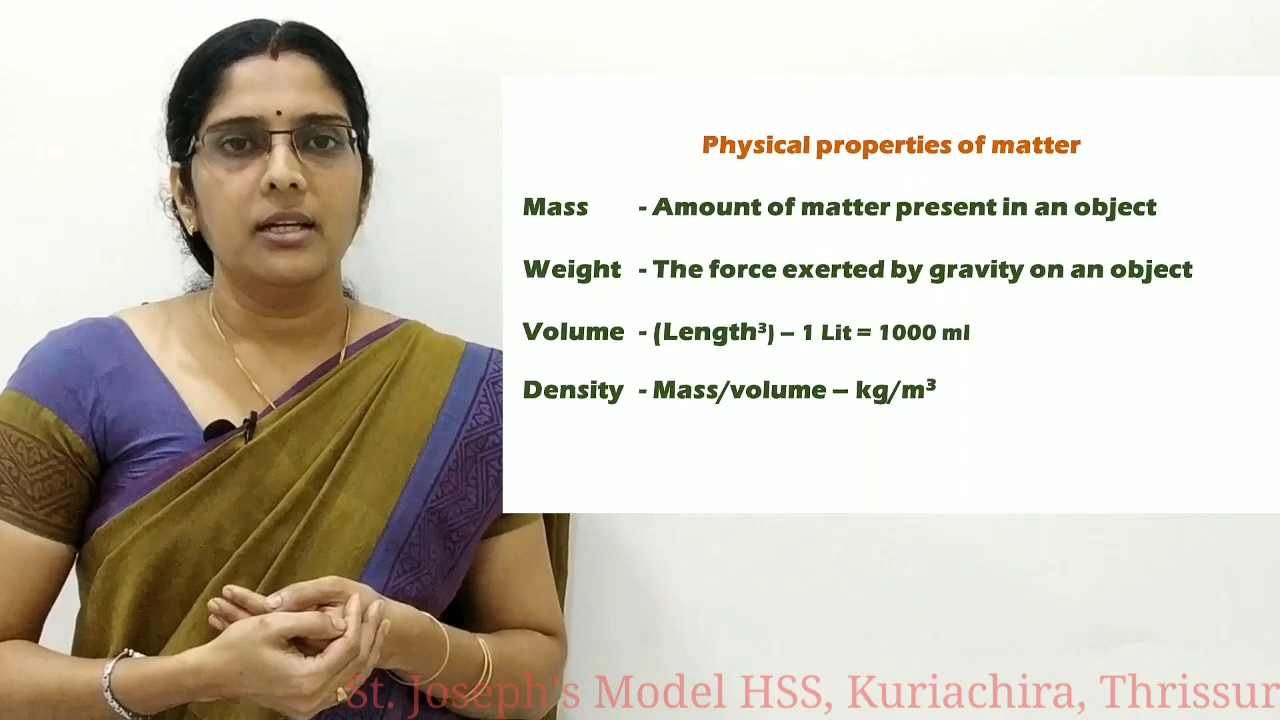 Physical properties of matter
Mass - Amount of matter present in an object
Weight - The force exerted by gravity on an object
Volume - (Length³) – 1 Lit = 1000 ml
Density - Mass/volume – kg/m³
St. Joseph's Model HSS, Kuriachira, Thrissur